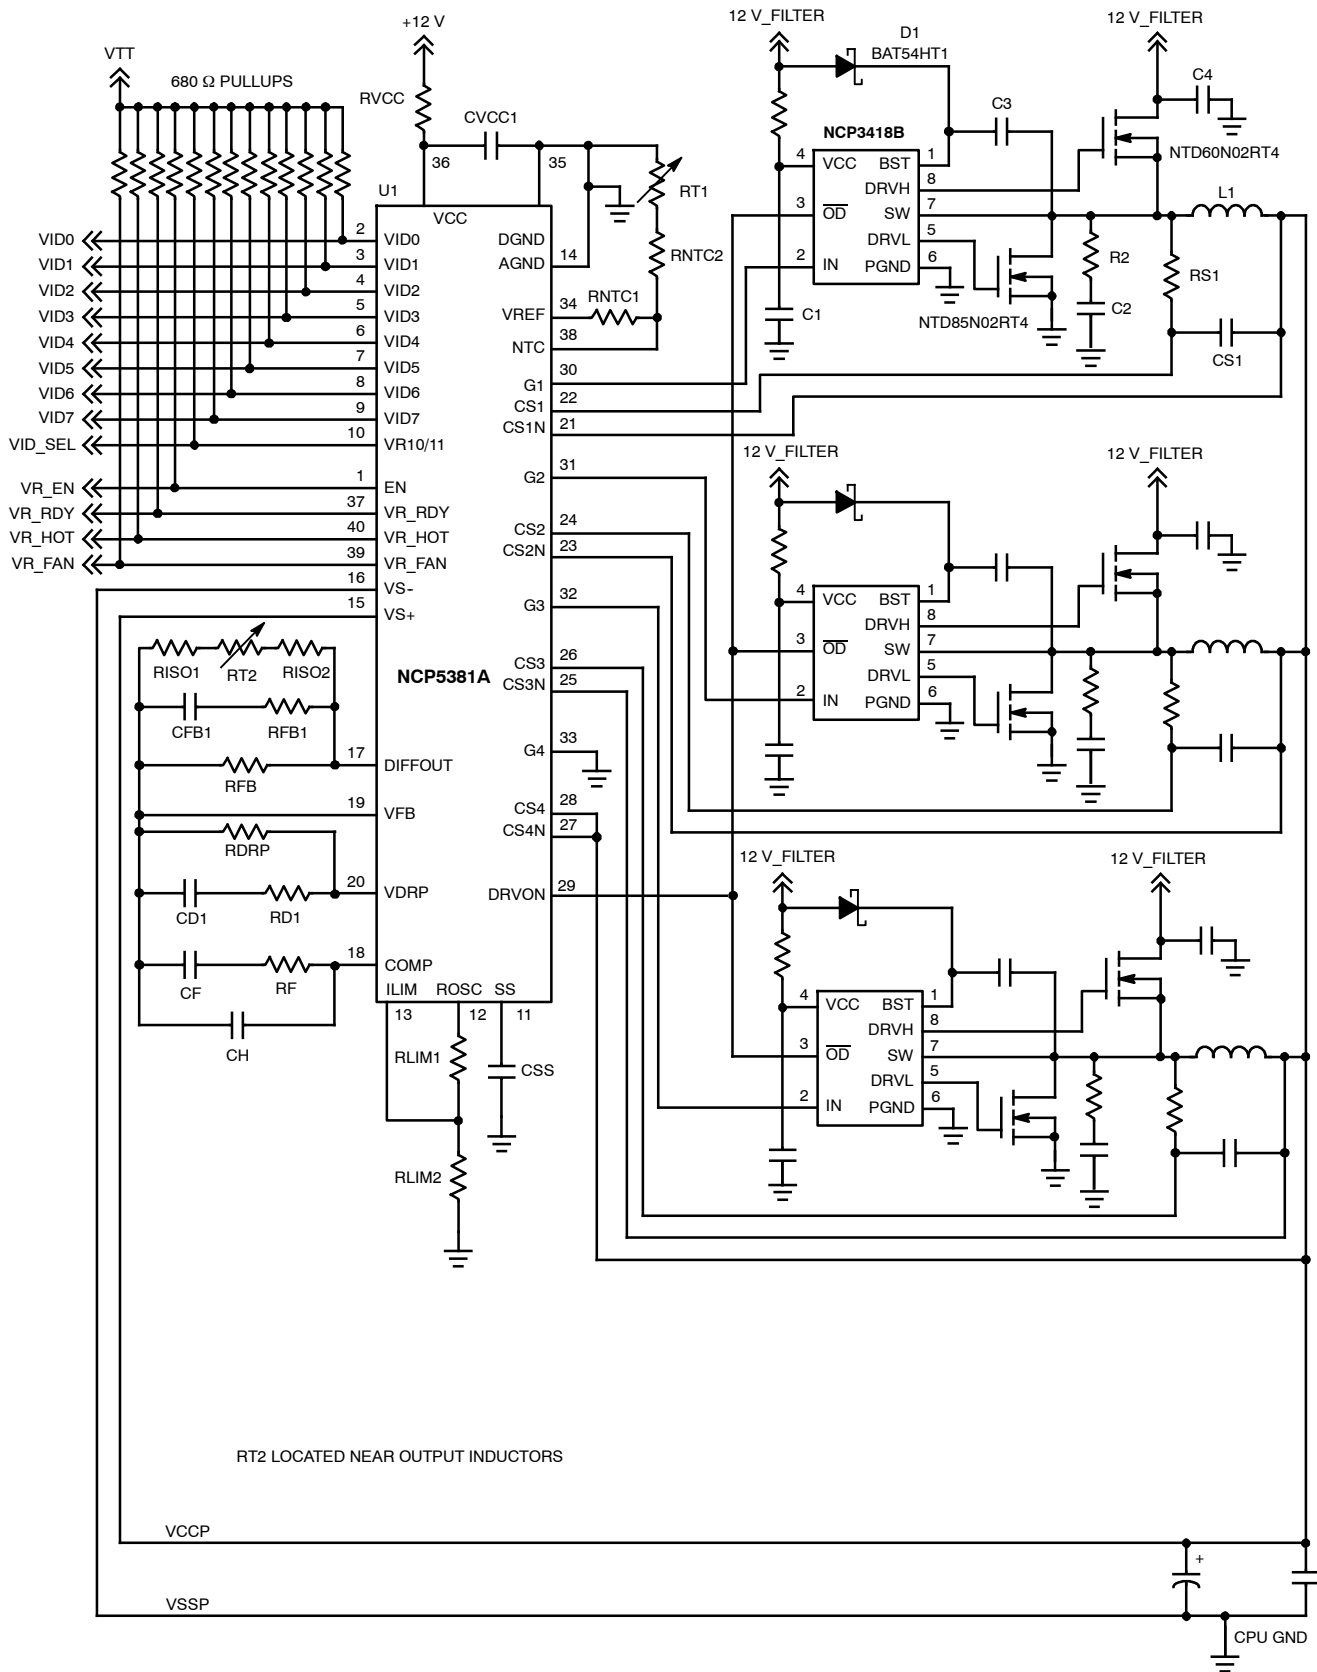 +12 V
12 V_FILTER
D1
BAT54HT1
12 V_FILTER
VTT
680 Ω PULLUPS
RVCC
CVCC1
C3
C4
NCP3418B
NTD60N02RT4
36
35
RT1
U1
VCC
4
VCC
BST
1
DRVH
8
3
OD
SW
7
L1
DRVL
5
2
IN
PGND
6
R2
RS1
C1
NTD85N02RT4
C2
CS1
VID0
2
VID0
DGND
VID1
3
VID1
AGND
14
RNTC2
VID2
4
VID2
RNTC1
VID3
5
VID3
VREF
34
VID4
6
VID4
NTC
38
VID5
7
VID5
G1
30
VID6
8
VID6
CS1
22
VID7
9
VID7
CS1N
21
VID_SEL
10
VR10/11
12 V_FILTER
12 V_FILTER
G2
31
VR_EN
1
EN
VR_RDY
37
VR_RDY
CS2
24
VR_HOT
40
VR_HOT
CS2N
23
VR_FAN
39
VR_FAN
16
VS-
15
VS+
G3
32
4
VCC
BST
1
DRVH
8
3
OD
SW
7
DRVL
5
2
IN
PGND
6
RISO1
RT2
RISO2
NCP5381A
CS3
26
CS3N
25
CFB1
RFB1
17
DIFFOUT
G4
33
RFB
19
VFB
CS4
28
CS4N
27
RDRP
12 V_FILTER
12 V_FILTER
20
VDRP
DRVON
29
CD1
RD1
18
COMP
CF
RF
ILIM
ROSC
SS
13
12
11
CH
RLIM1
CSS
RLIM2
4
VCC
BST
1
DRVH
8
3
OD
SW
7
DRVL
5
2
IN
PGND
6
RT2 LOCATED NEAR OUTPUT INDUCTORS
VCCP
+
VSSP
CPU GND